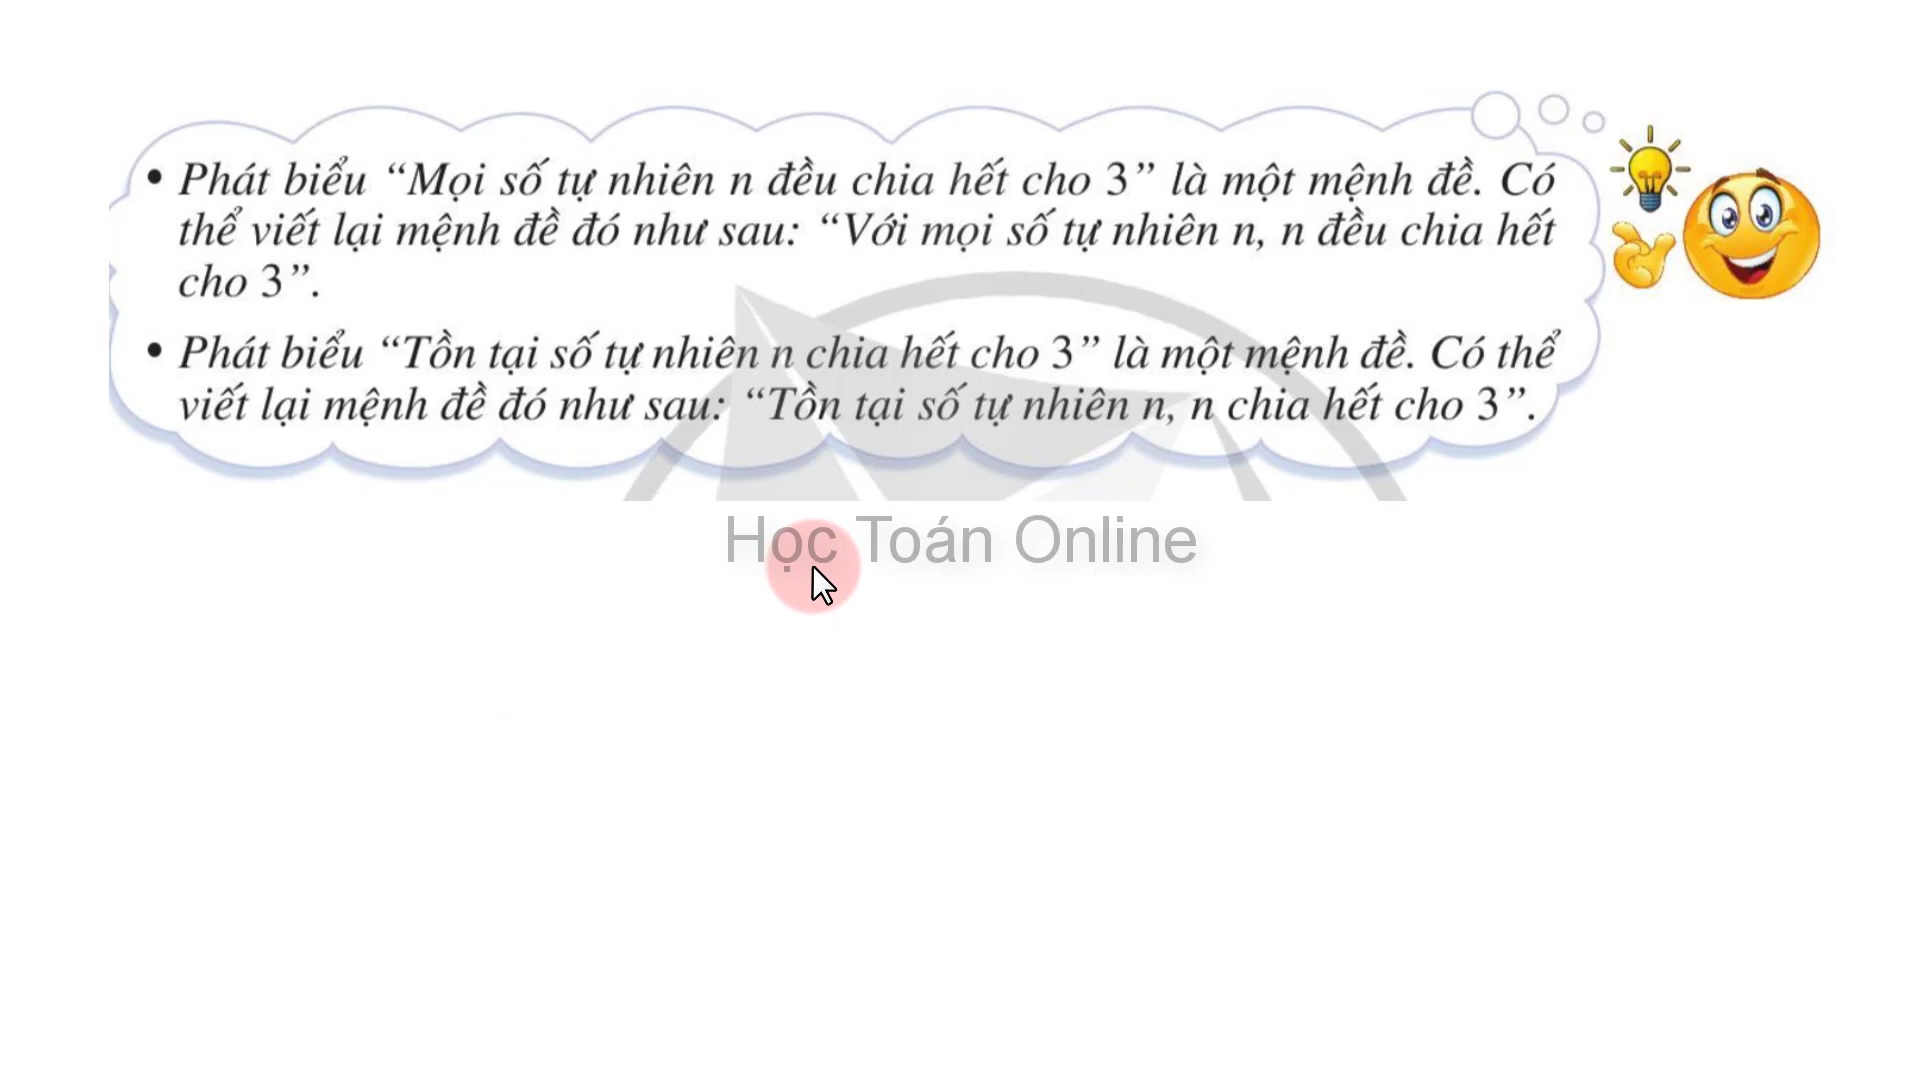 • Phát biểu “Mọi số tự nhiên n đều chia hết cho 3” là một mệnh đề. Có
thể viết lại mệnh đề đó như sau: “Với mọi số tự nhiên n, n đều chia hết
cho 3”.
• Phát biểu “Tồn tại số tự nhiên n chia hết cho 3” là một mệnh đề. Có thể
viết lại mệnh đề đó như sau: “Tồn tại số tự nhiên n, n chia hết cho 3”.
Học Toán Online